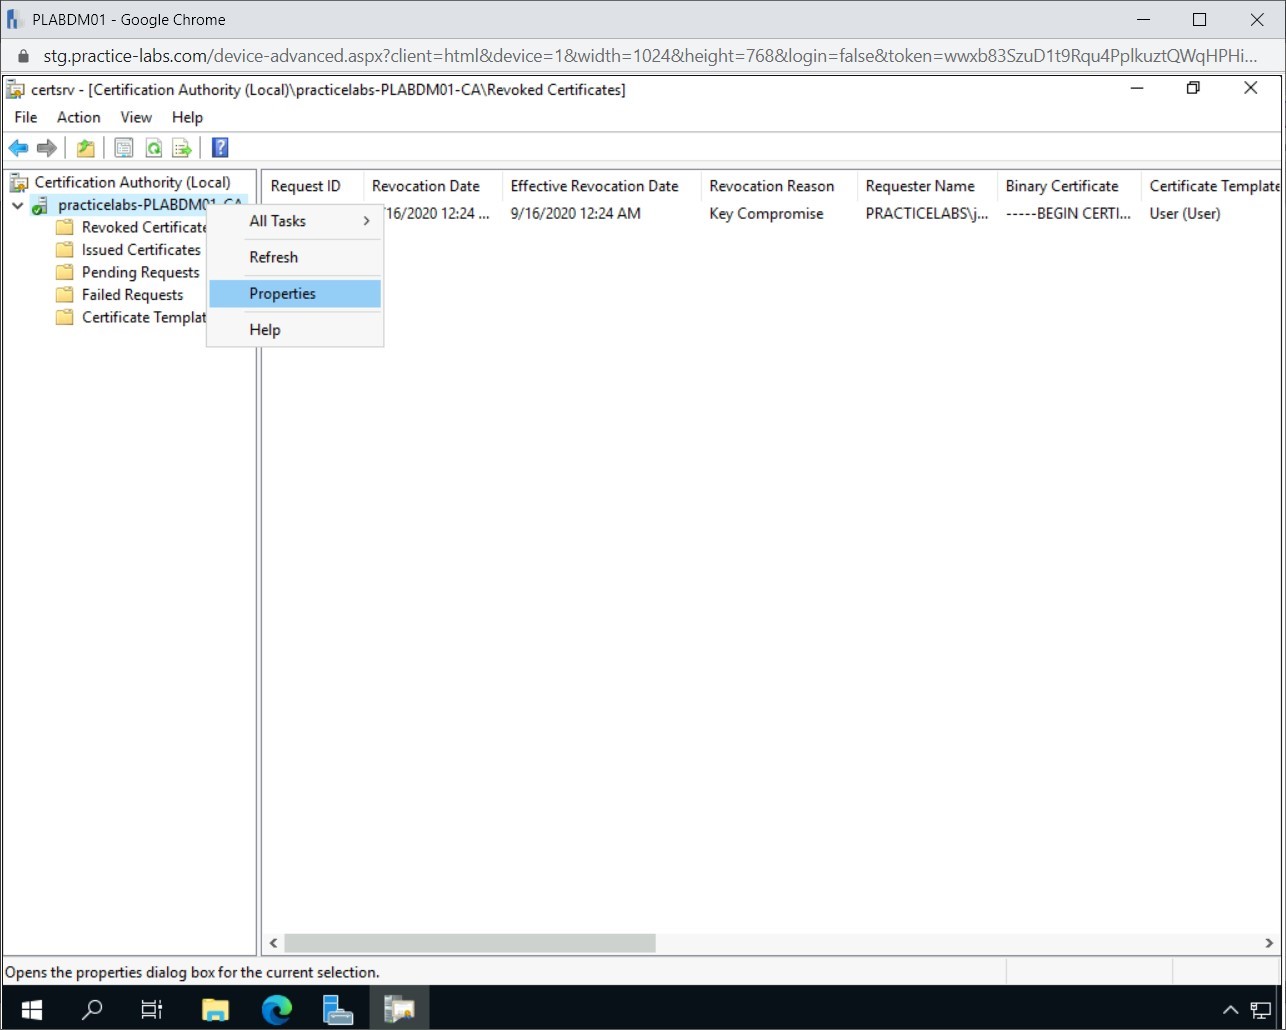 PLABDM01 - Google Chrome
stg.practice-labs.com/device-advanced.aspx?client=html&device=1&width=1024&height=768&login=false&token=wwxb83SzuD1t9Rqu4PplkuztQWqHPHi...
certsrv - [Certification Authority (Local)\practicelabs-PLABDM01-CA\Revoked Certificates]
File Action View Help
Certification Authority (Local)
practicelabs-PLABDM01-CA
Revoked Certificate
Issued Certificates
Pending Requests
Failed Requests
Certificate Templat
All Tasks
Refresh
Properties
Help
Request ID Revocation Date Effective Revocation Date Revocation Reason Requester Name Binary Certificate Certificate Template
/16/2020 12:24 ... 9/16/2020 12:24 AM Key Compromise PRACTICELABS\j... -----BEGIN CERTI... User (User)
Opens the properties dialog box for the current selection.